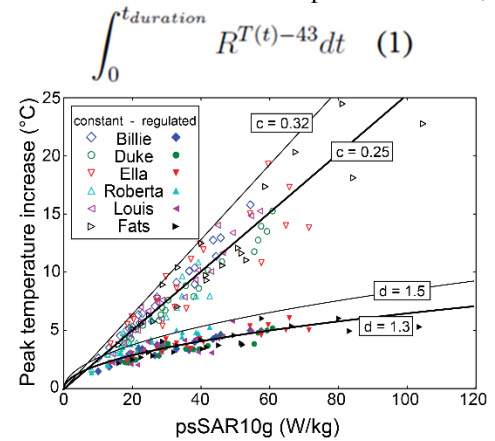 ∫₀^{t_duration} R^{T(t)−43}dt (1)
25
20
15
10
5
0
Peak temperature increase (°C)
constant - regulated
Billie
Duke
Ella
Roberta
Louis
Fats
c = 0.32
c = 0.25
d = 1.5
d = 1.3
0 20 40 60 80 100 120
psSAR10g (W/kg)